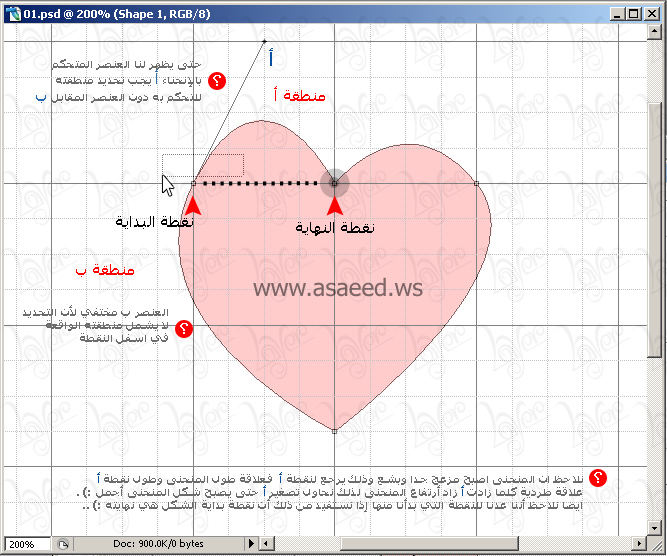 01.psd @ 200% (Shape 1, RGB/8)
أ
حتى يظهر لنا العنصر المتحكم
بالإنحناء أ يجب تحديد منطقته
للتحكم به دون العنصر المقابل ب
؟
منطقة أ
نقطة البداية
نقطة النهاية
منطقة ب
www.asaeed.ws
العنصر ب مختفي لأن التحديد
لا يشمل منطقته الواقعة
في اسفل النقطة
؟
نلاحظ ان المنحنى اصبح مزعج جدا وبشع وذلك يرجع لنقطة أ فعلاقة طول المنحنى وطول نقطة أ
علاقة طردية كلما زادت أ زاد أرتفاع المنحنى لذلك نحاول تصغير أ حتى يصبح شكل المنحنى أجمل :) .
ايضا نلاحظ أننا عدنا للنقطة التي بدأنا منها إذا نستفيد من ذلك أن نقطة بداية الشكل هي نهايته :) ..
؟
200%
Doc: 900.0K/0 bytes